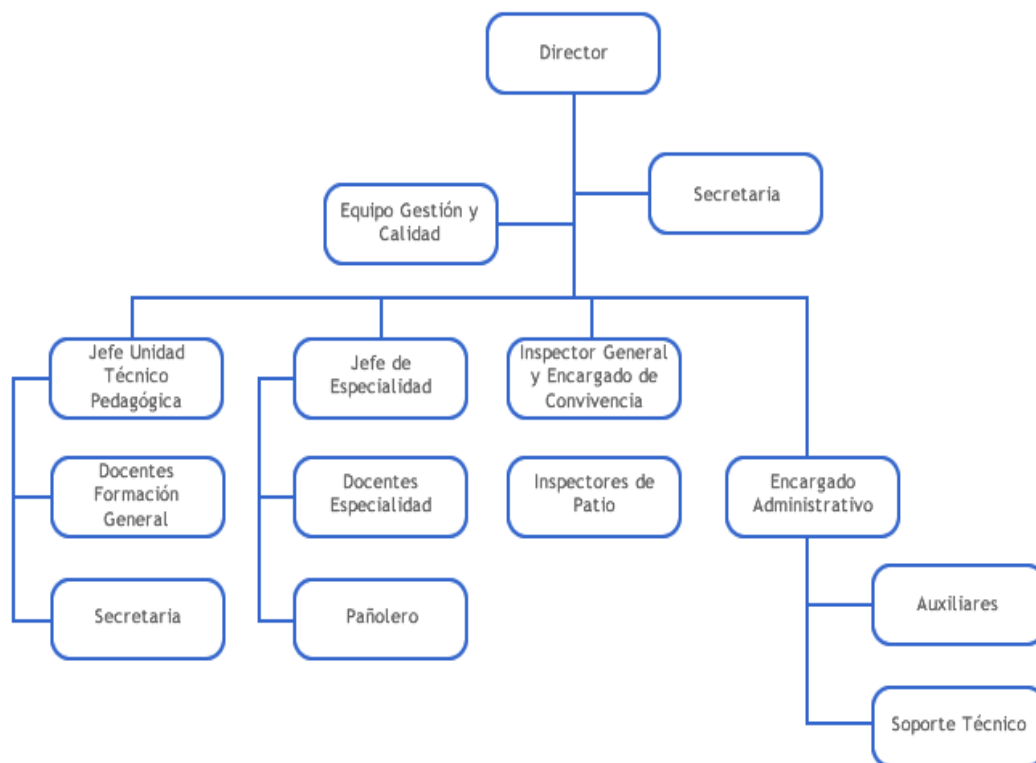 Director
Secretaria
Equipo Gestión y
Calidad
Jefe Unidad
Técnico
Pedagógica
Jefe de
Especialidad
Inspector General
y Encargado de
Convivencia
Docentes
Formación
General
Docentes
Especialidad
Inspectores de
Patio
Encargado
Administrativo
Secretaria
Pañolero
Auxiliares
Soporte Técnico